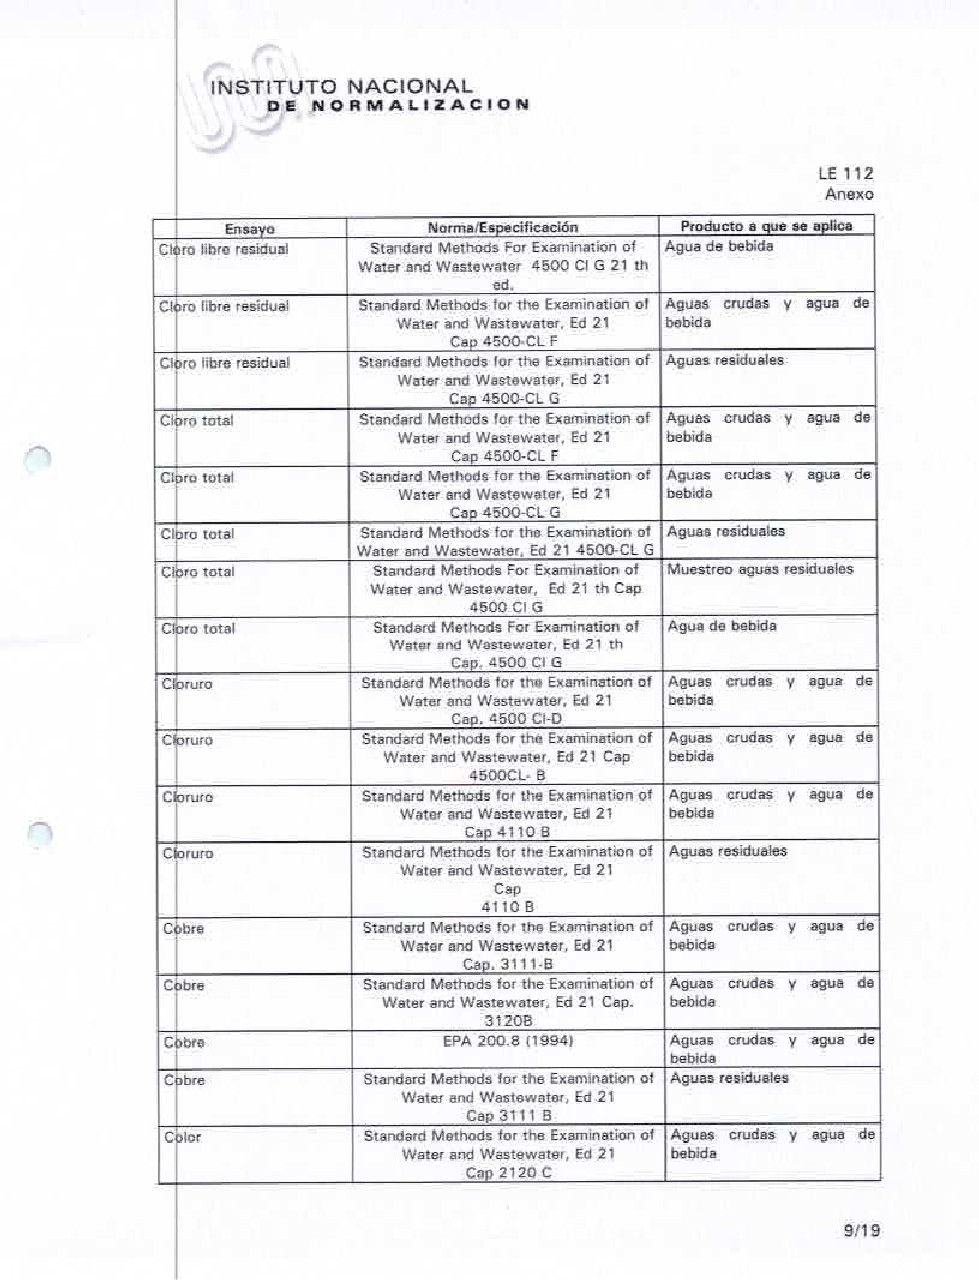 INSTITUTO NACIONAL
DE NORMALIZACION
LE 112
Anexo
Ensayo Norma/Especificación Producto a que se aplica
Cloro libre residual Standard Methods For Examination of Agua de bebida
Water and Wastewater 4500 Cl G 21 th
ed.
Cloro libre residual Standard Methods for the Examination of Aguas crudas y agua de
Water and Wastewater, Ed 21 bebida
Cap 4500-CL F
Cloro libre residual Standard Methods for the Examination of Aguas residuales
Water and Wastewater, Ed 21
Cap 4500-CL G
Cloro total Standard Methods for the Examination of Aguas crudas y agua de
Water and Wastewater, Ed 21 bebida
Cap 4500-CL F
Cloro total Standard Methods for the Examination of Aguas crudas y agua de
Water and Wastewater, Ed 21 bebida
Cap 4500-CL G
Cloro total Standard Methods for the Examination of Aguas residuales
Water and Wastewater, Ed 21 4500-CL G
Cloro total Standard Methods For Examination of Muestreo aguas residuales
Water and Wastewater, Ed 21 th Cap
4500 Cl G
Cloro total Standard Methods For Examination of Agua de bebida
Water and Wastewater, Ed 21 th
Cap. 4500 Cl G
Cloruro Standard Methods for the Examination of Aguas crudas y agua de
Water and Wastewater, Ed 21 bebida
Cap. 4500 Cl-D
Cloruro Standard Methods for the Examination of Aguas crudas y agua de
Water and Wastewater, Ed 21 Cap bebida
4500CL- B
Cloruro Standard Methods for the Examination of Aguas crudas y agua de
Water and Wastewater, Ed 21 bebida
Cap 4110 B
Cloruro Standard Methods for the Examination of Aguas residuales
Water and Wastewater, Ed 21
Cap
4110 B
Cobre Standard Methods for the Examination of Aguas crudas y agua de
Water and Wastewater, Ed 21 bebida
Cap. 3111-B
Cobre Standard Methods for the Examination of Aguas crudas y agua de
Water and Wastewater, Ed 21 Cap. bebida
3120B
Cobre EPA 200.8 (1994) Aguas crudas y agua de
bebida
Cobre Standard Methods for the Examination of Aguas residuales
Water and Wastewater, Ed 21
Cap 3111 B
Color Standard Methods for the Examination of Aguas crudas y agua de
Water and Wastewater, Ed 21 bebida
Cap 2120 C
9/19